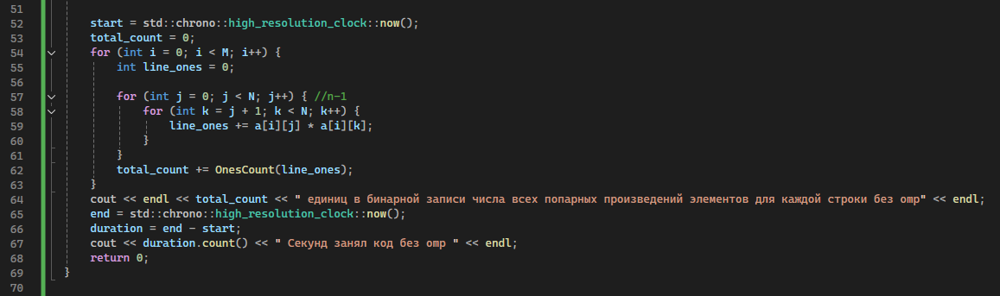 51
52 start = std::chrono::high_resolution_clock::now();
53 total_count = 0;
54 for (int i = 0; i < M; i++) {
55 int line_ones = 0;
56
57 for (int j = 0; j < N; j++) { //n-1
58 for (int k = j + 1; k < N; k++) {
59 line_ones += a[i][j] * a[i][k];
60 }
61 }
62 total_count += OnesCount(line_ones);
63 }
64 cout << endl << total_count << " единиц в бинарной записи числа всех попарных произведений элементов для каждой строки без omp" << endl;
65 end = std::chrono::high_resolution_clock::now();
66 duration = end - start;
67 cout << duration.count() << " Секунд занял код без omp " << endl;
68 return 0;
69 }
70